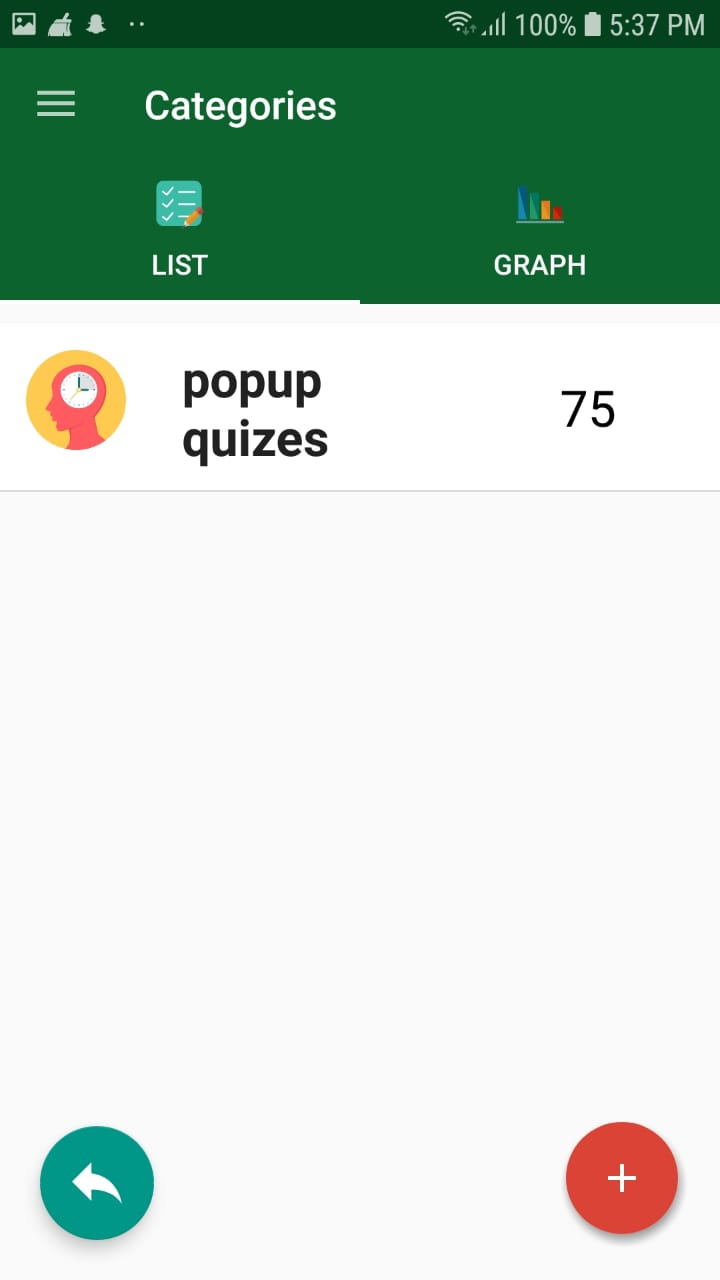 100% 5:37 PM
Categories
LIST GRAPH
popup
quizes
75